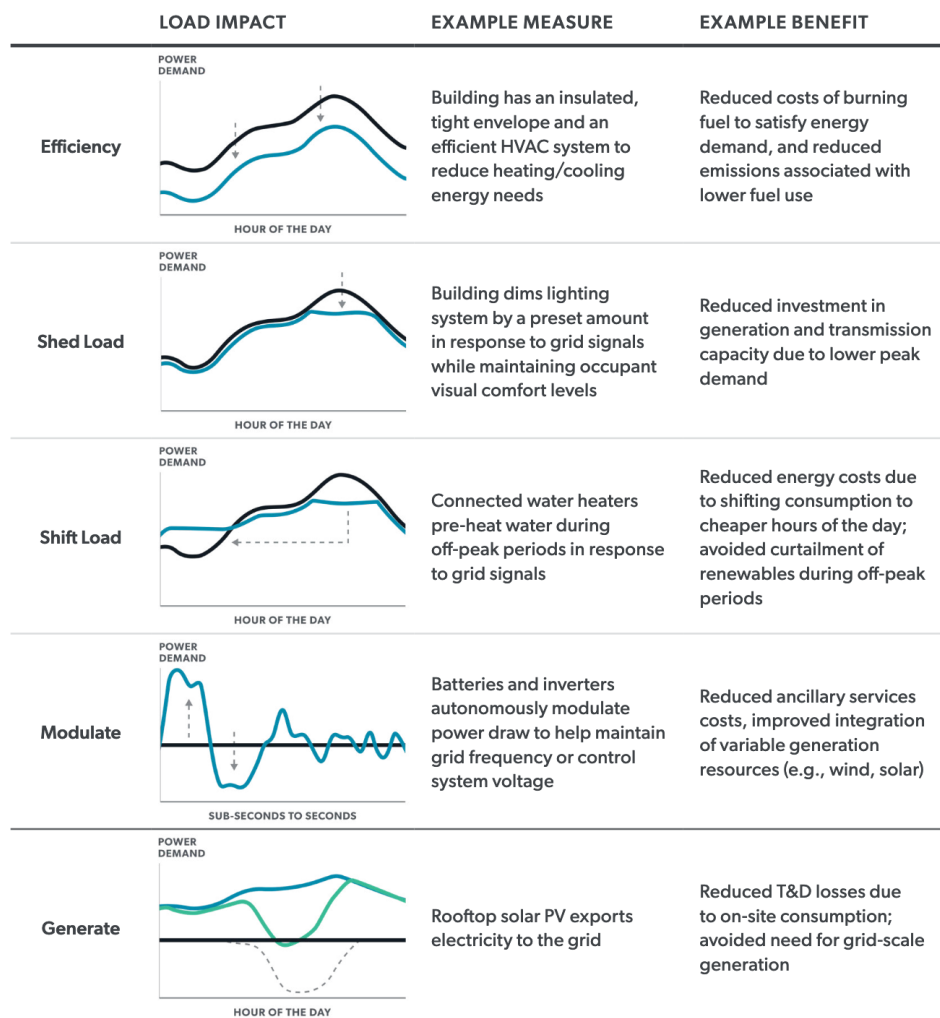 LOAD IMPACT
EXAMPLE MEASURE
EXAMPLE BENEFIT
Efficiency
POWER
DEMAND
HOUR OF THE DAY
Building has an insulated,
tight envelope and an
efficient HVAC system to
reduce heating/cooling
energy needs
Reduced costs of burning
fuel to satisfy energy
demand, and reduced
emissions associated with
lower fuel use
Shed Load
POWER
DEMAND
HOUR OF THE DAY
Building dims lighting
system by a preset amount
in response to grid signals
while maintaining occupant
visual comfort levels
Reduced investment in
generation and transmission
capacity due to lower peak
demand
Shift Load
POWER
DEMAND
HOUR OF THE DAY
Connected water heaters
pre-heat water during
off-peak periods in response
to grid signals
Reduced energy costs due
to shifting consumption to
cheaper hours of the day;
avoided curtailment of
renewables during off-peak
periods
Modulate
POWER
DEMAND
SUB-SECONDS TO SECONDS
Batteries and inverters
autonomously modulate
power draw to help maintain
grid frequency or control
system voltage
Reduced ancillary services
costs, improved integration
of variable generation
resources (e.g., wind, solar)
Generate
POWER
DEMAND
HOUR OF THE DAY
Rooftop solar PV exports
electricity to the grid
Reduced T&D losses due
to on-site consumption;
avoided need for grid-scale
generation